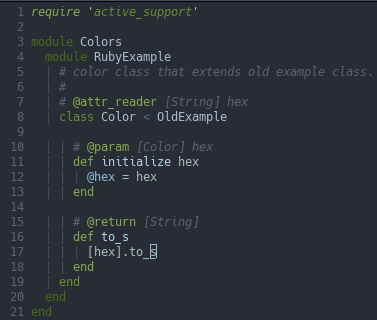 1 require 'active_support'
2
3 module Colors
4 module RubyExample
5 # color class that extends old example class.
6 #
7 # @attr_reader [String] hex
8 class Color < OldExample
9
10 # @param [Color] hex
11 def initialize hex
12 @hex = hex
13 end
14
15 # @return [String]
16 def to_s
17 [hex].to_s
18 end
19 end
20 end
21 end